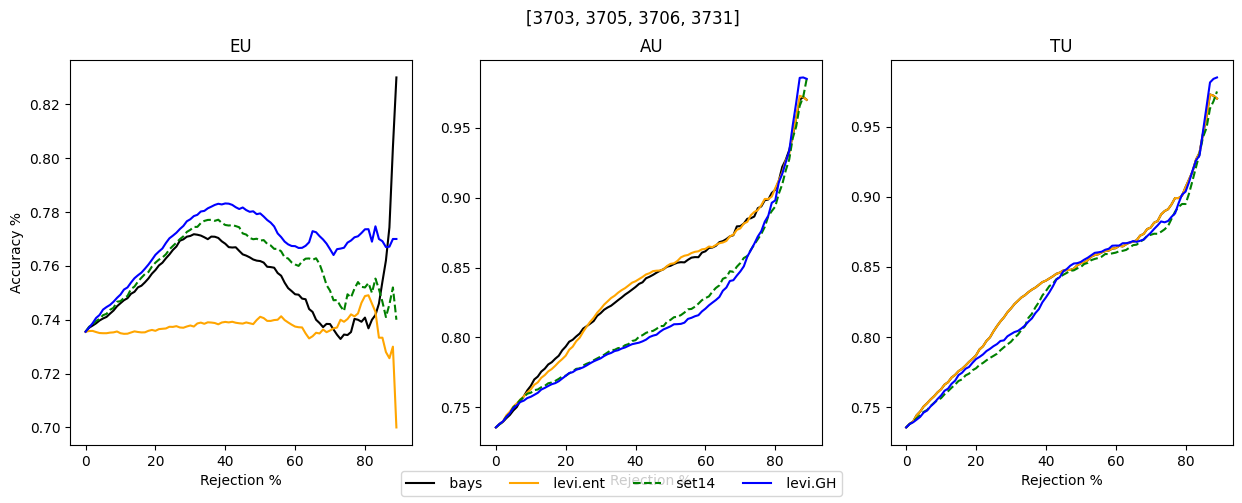 [3703, 3705, 3706, 3731]
EU
AU
TU
Accuracy %
0.82
0.80
0.78
0.76
0.74
0.72
0.70
0 20 40 60 80
Rejection %
0.95
0.90
0.85
0.80
0.75
0 20 40 60 80
Rejection %
0.95
0.90
0.85
0.80
0.75
0 20 40 60 80
Rejection %
bays levi.ent set14 levi.GH